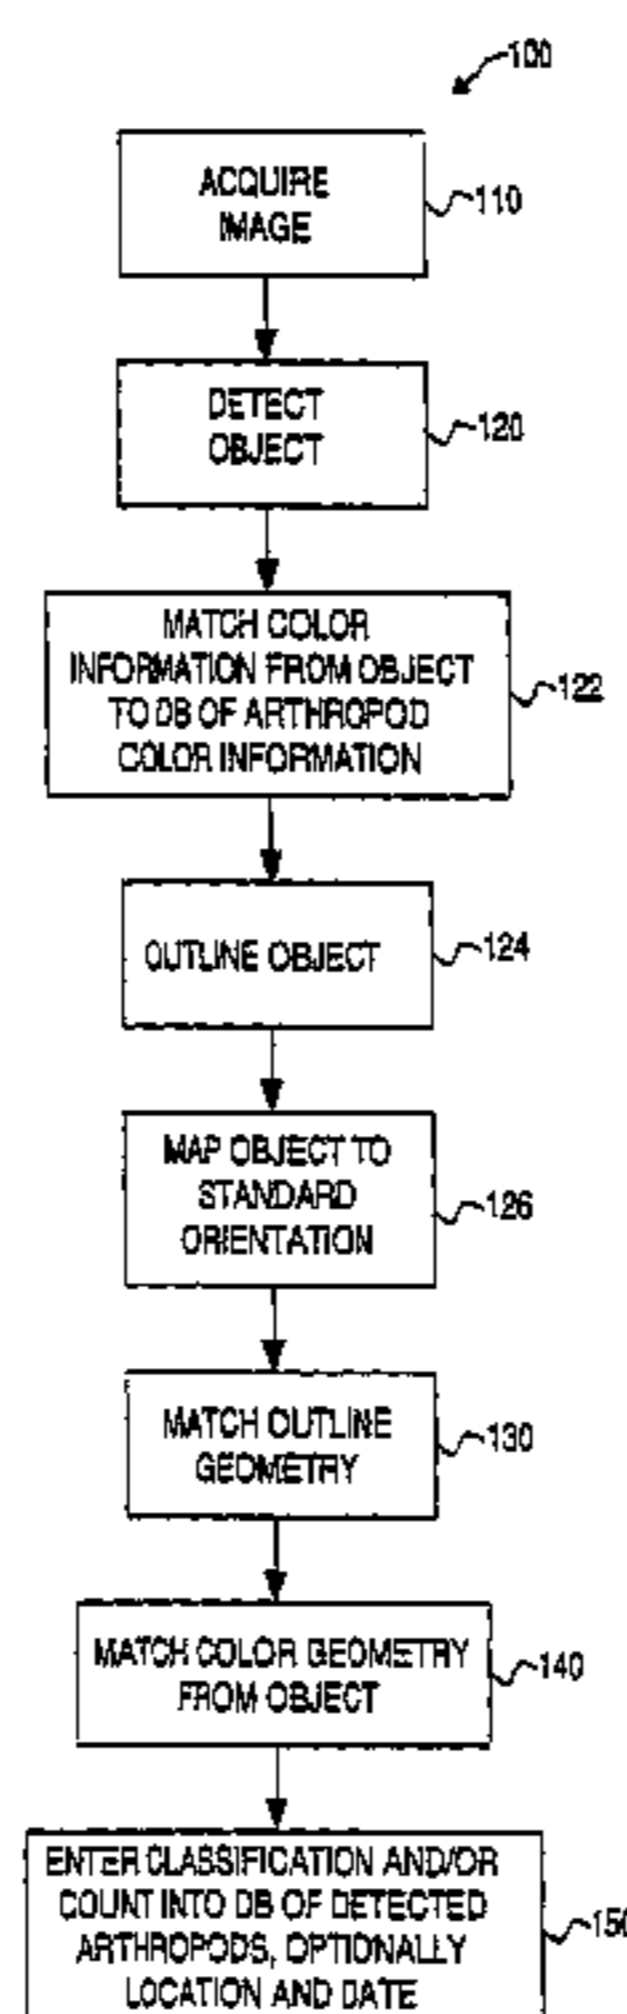 100
ACQUIRE
IMAGE
110
DETECT
OBJECT
120
MATCH COLOR
INFORMATION FROM OBJECT
TO DB OF ARTHROPOD
COLOR INFORMATION
122
OUTLINE OBJECT
124
MAP OBJECT TO
STANDARD
ORIENTATION
126
MATCH OUTLINE
GEOMETRY
130
MATCH COLOR GEOMETRY
FROM OBJECT
140
ENTER CLASSIFICATION AND/OR
COUNT INTO DB OF DETECTED
ARTHROPODS, OPTIONALLY
LOCATION AND DATE
150